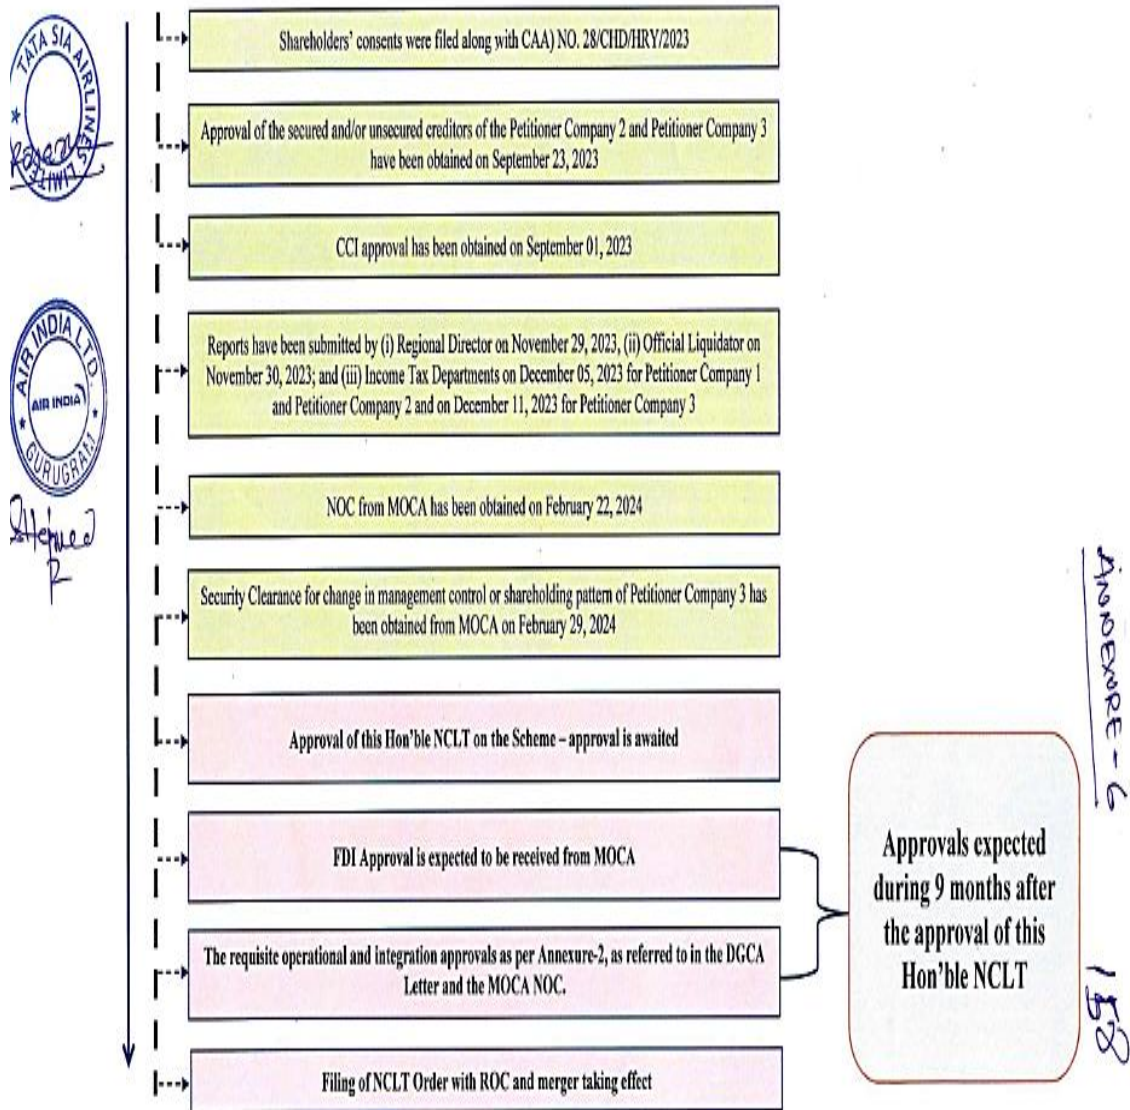 Shareholders' consents were filed along with CAA) NO. 28/CHD/HRY/2023
Approval of the secured and/or unsecured creditors of the Petitioner Company 2 and Petitioner Company 3
have been obtained on September 23, 2023
CCI approval has been obtained on September 01, 2023
Reports have been submitted by (i) Regional Director on November 29, 2023, (ii) Official Liquidator on
November 30, 2023; and (iii) Income Tax Departments on December 05, 2023 for Petitioner Company 1
and Petitioner Company 2 and on December 11, 2023 for Petitioner Company 3
NOC from MOCA has been obtained on February 22, 2024
Security Clearance for change in management control or shareholding pattern of Petitioner Company 3 has
been obtained from MOCA on February 29, 2024
Approval of this Hon'ble NCLT on the Scheme – approval is awaited
FDI Approval is expected to be received from MOCA
The requisite operational and integration approvals as per Annexure-2, as referred to in the DGCA
Letter and the MOCA NOC.
Filing of NCLT Order with ROC and merger taking effect
Approvals expected
during 9 months after
the approval of this
Hon'ble NCLT
TATA SIA AIRLINES LIMITED
AIR INDIA LTD.
AIR INDIA
GURUGRAM
ANNEXURE - 6
158